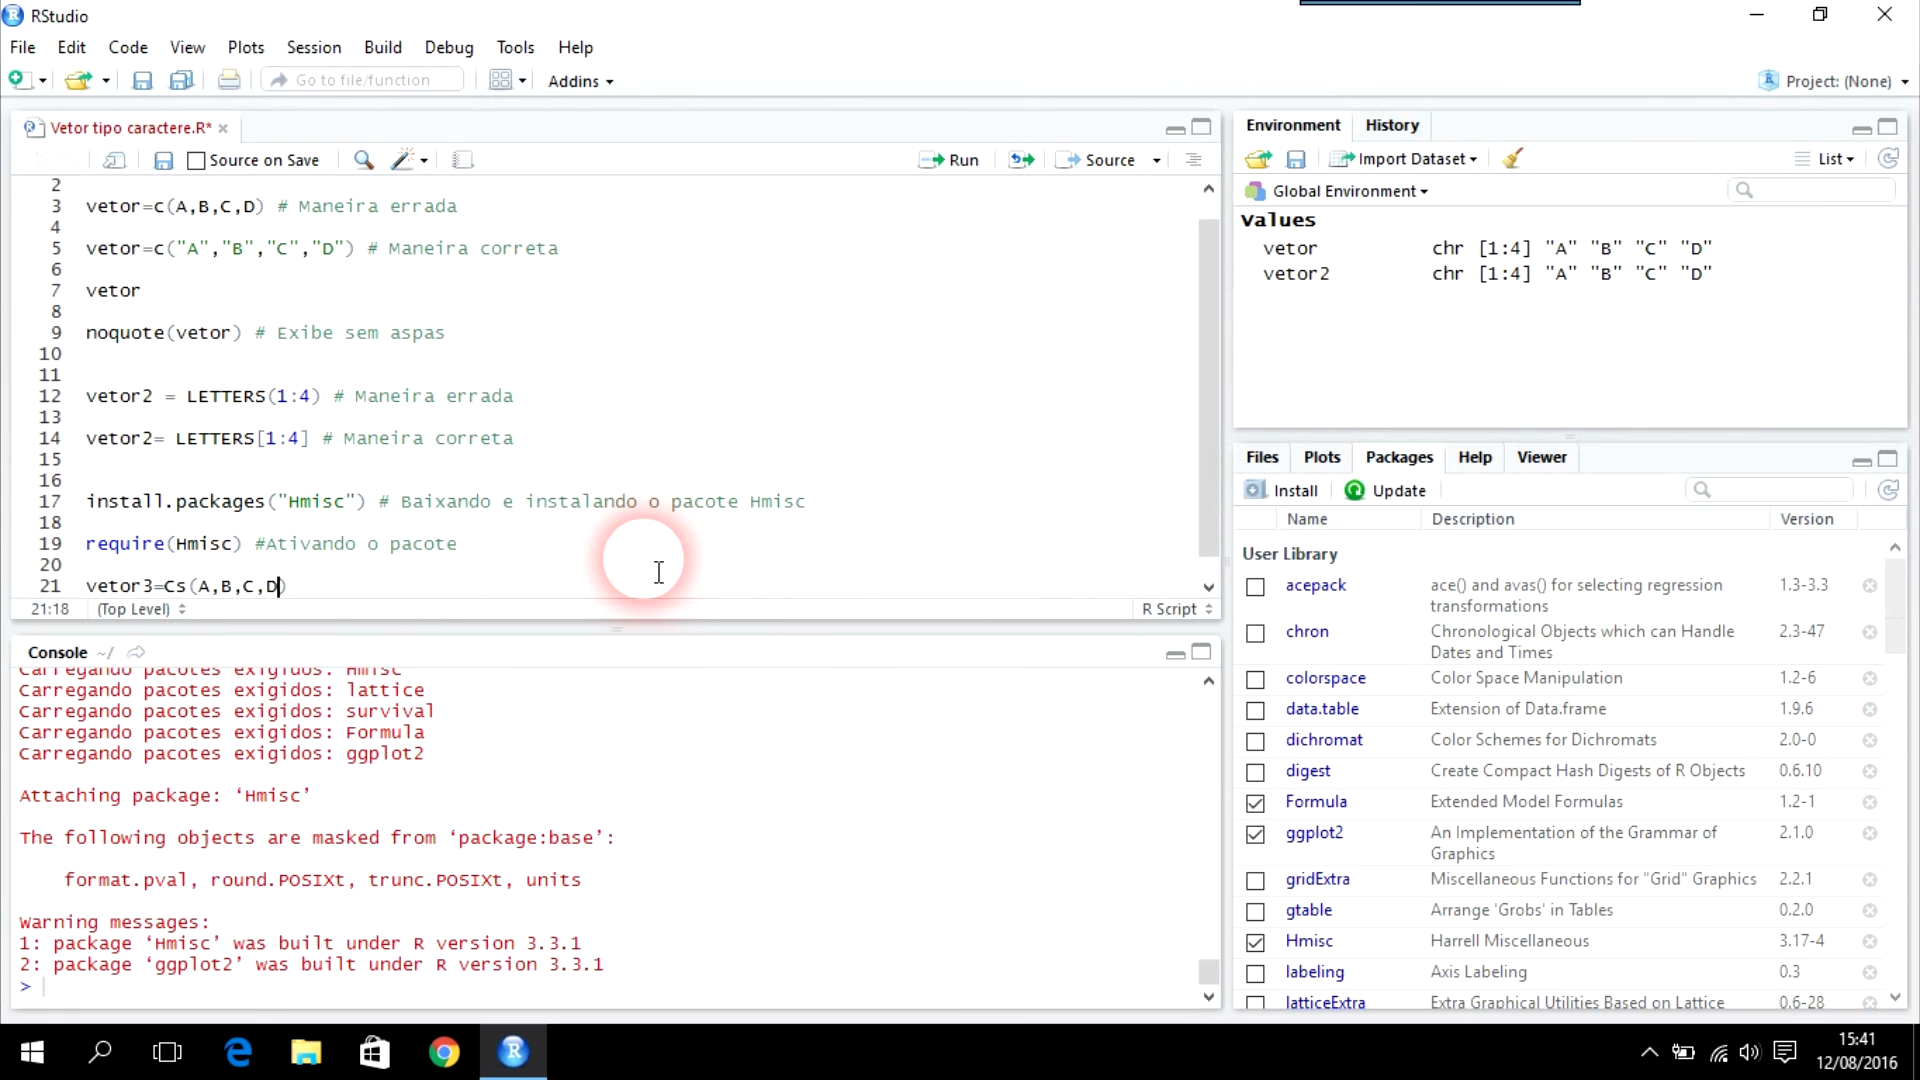 RStudio
File Edit Code View Plots Session Build Debug Tools Help
Go to file/function Addins Project: (None)
Vetor tipo caractere.R*
Source on Save Run Source
2
3 vetor=c(A,B,C,D) # Maneira errada
4
5 vetor=c("A","B","C","D") # Maneira correta
6
7 vetor
8
9 noquote(vetor) # Exibe sem aspas
10
11
12 vetor2 = LETTERS(1:4) # Maneira errada
13
14 vetor2= LETTERS[1:4] # Maneira correta
15
16
17 install.packages("Hmisc") # Baixando e instalando o pacote Hmisc
18
19 require(Hmisc) #Ativando o pacote
20
21 vetor3=Cs(A,B,C,D)
21:18 (Top Level) R Script
Console ~/
Carregando pacotes exigidos: Hmisc
Carregando pacotes exigidos: lattice
Carregando pacotes exigidos: survival
Carregando pacotes exigidos: Formula
Carregando pacotes exigidos: ggplot2
Attaching package: ‘Hmisc’
The following objects are masked from ‘package:base’:
format.pval, round.POSIXt, trunc.POSIXt, units
Warning messages:
1: package ‘Hmisc’ was built under R version 3.3.1
2: package ‘ggplot2’ was built under R version 3.3.1
>
Environment History
Import Dataset List
Global Environment
Values
vetor chr [1:4] "A" "B" "C" "D"
vetor2 chr [1:4] "A" "B" "C" "D"
Files Plots Packages Help Viewer
Install Update
Name Description Version
User Library
acepack ace() and avas() for selecting regression 1.3-3.3
transformations
chron Chronological Objects which can Handle 2.3-47
Dates and Times
colorspace Color Space Manipulation 1.2-6
data.table Extension of Data.frame 1.9.6
dichromat Color Schemes for Dichromats 2.0-0
digest Create Compact Hash Digests of R Objects 0.6.10
Formula Extended Model Formulas 1.2-1
ggplot2 An Implementation of the Grammar of 2.1.0
Graphics
gridExtra Miscellaneous Functions for "Grid" Graphics 2.2.1
gtable Arrange 'Grobs' in Tables 0.2.0
Hmisc Harrell Miscellaneous 3.17-4
labeling Axis Labeling 0.3
latticeExtra Extra Graphical Utilities Based on Lattice 0.6-28
15:41
12/08/2016